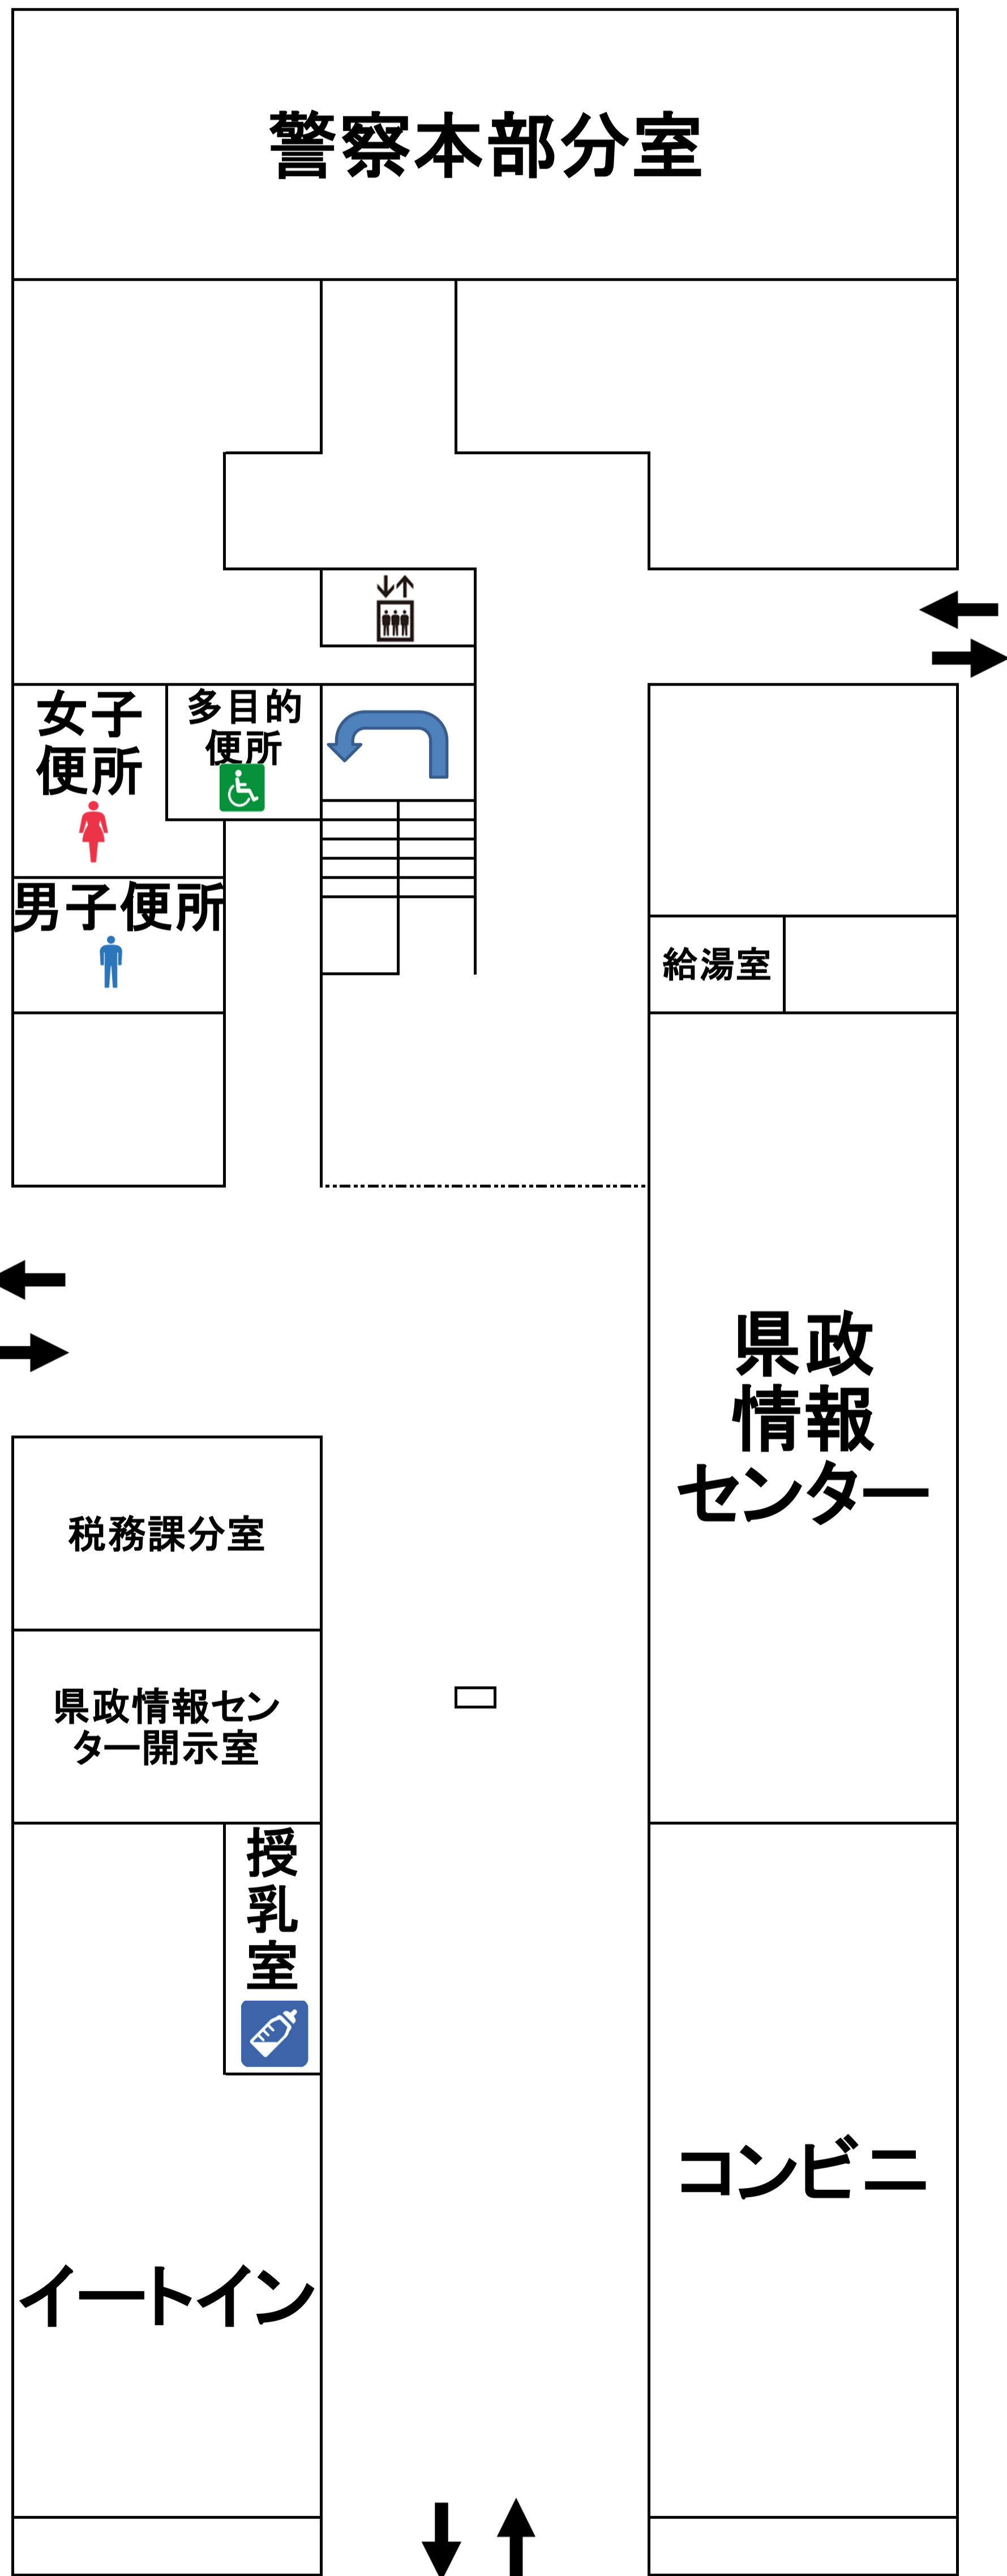 警察本部分室
女子
便所
多目的
便所
男子便所
給湯室
県政
情報
センター
税務課分室
県政情報セン
ター開示室
授
乳
室
コンビニ
イートイン